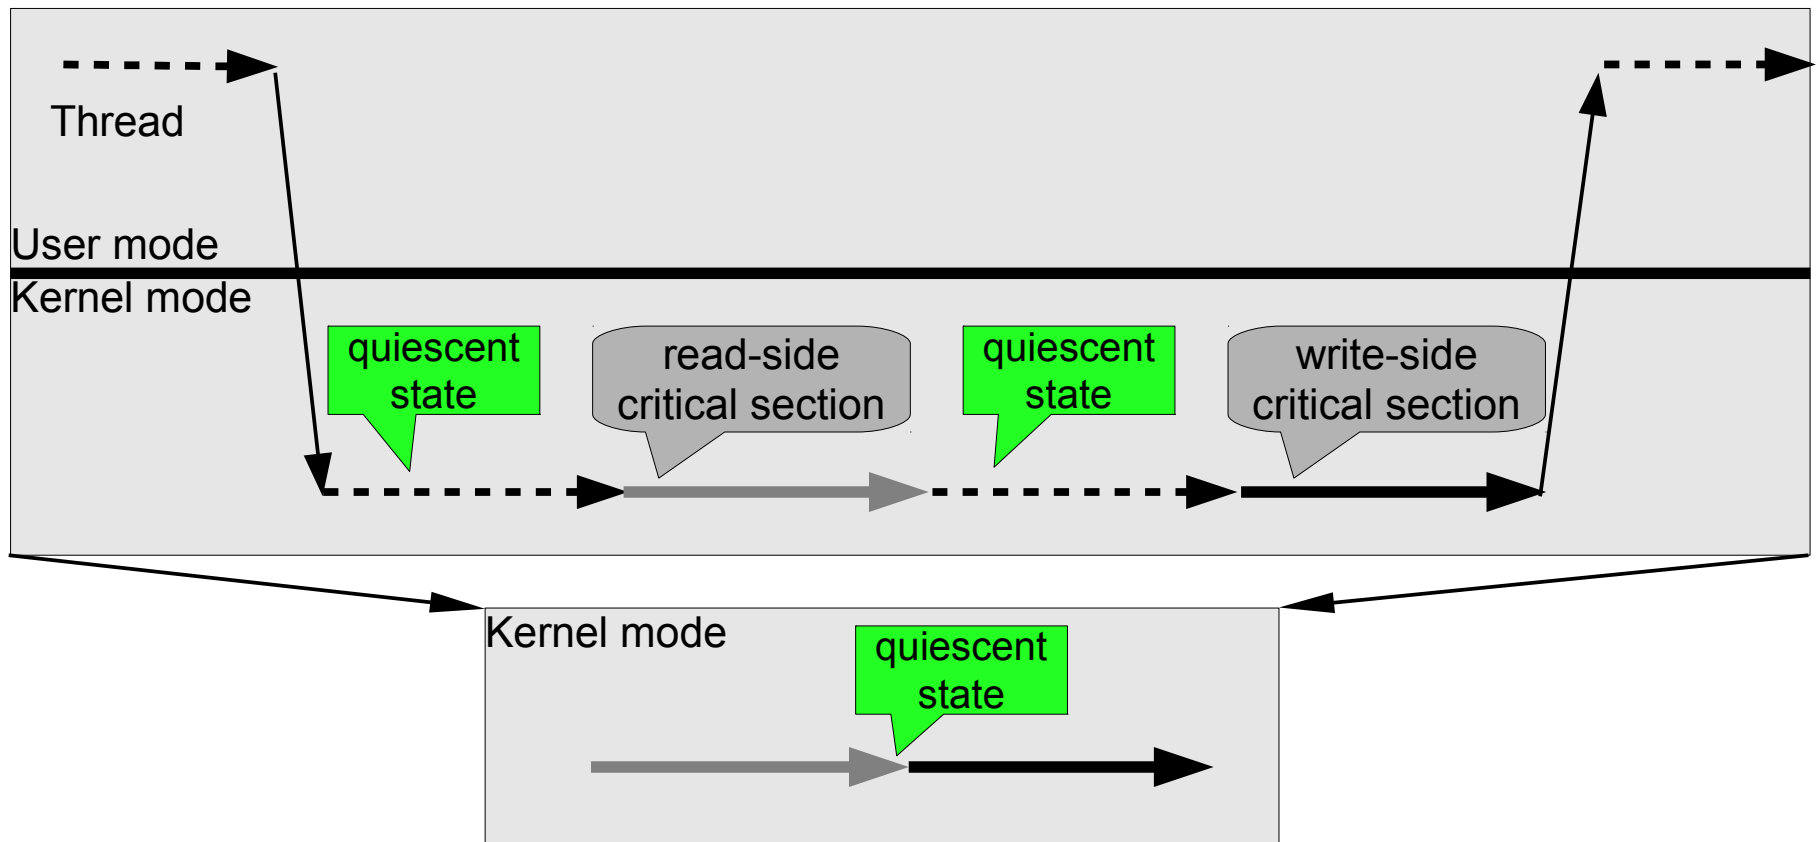 Thread
User mode
Kernel mode
quiescent
state
read-side
critical section
quiescent
state
write-side
critical section
Kernel mode
quiescent
state